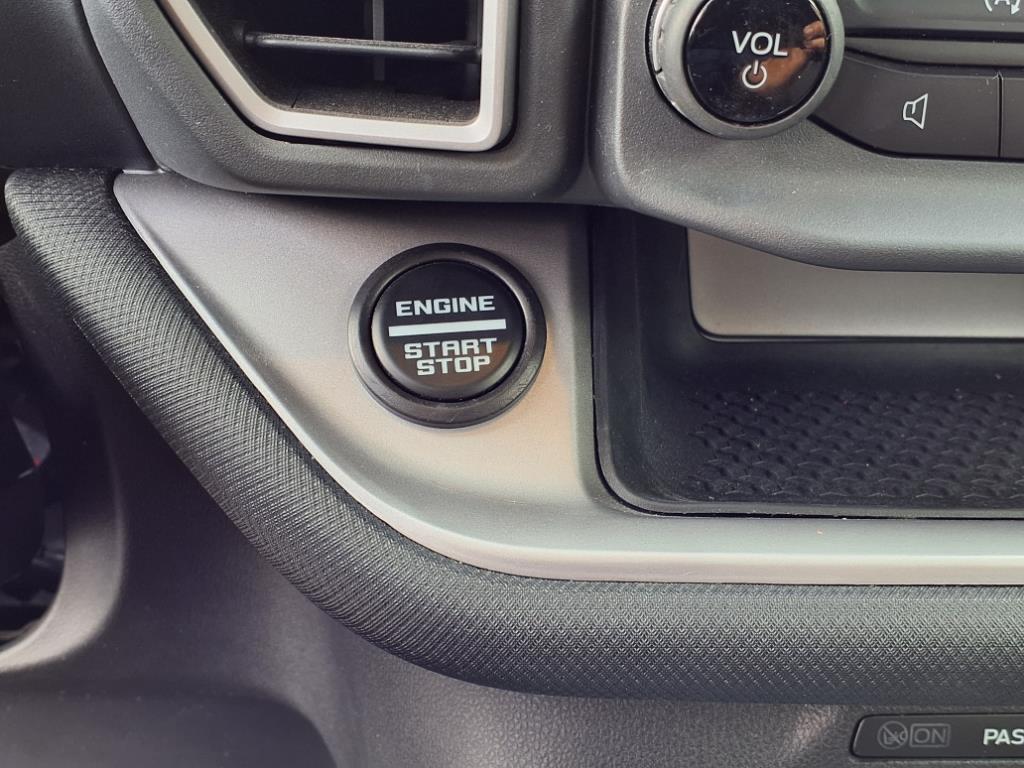 VOL
ENGINE
START
STOP
ON
PAS